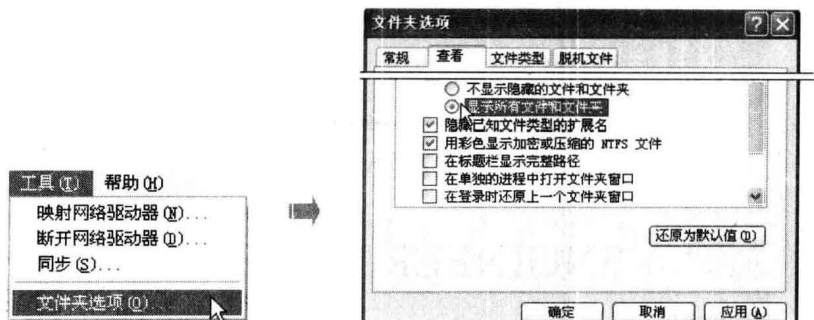 工具(T) 帮助(H)
映射网络驱动器(N)...
断开网络驱动器(D)...
同步(S)...
文件夹选项(O)...
文件夹选项
常规 查看 文件类型 脱机文件
不显示隐藏的文件和文件夹
显示所有文件和文件夹
隐藏已知文件类型的扩展名
用彩色显示加密或压缩的 NTFS 文件
在标题栏显示完整路径
在单独的进程中打开文件夹窗口
在登录时还原上一个文件夹窗口
还原为默认值(D)
确定 取消 应用(A)